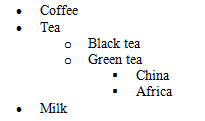 • Coffee
• Tea
o Black tea
o Green tea
▪ China
▪ Africa
• Milk